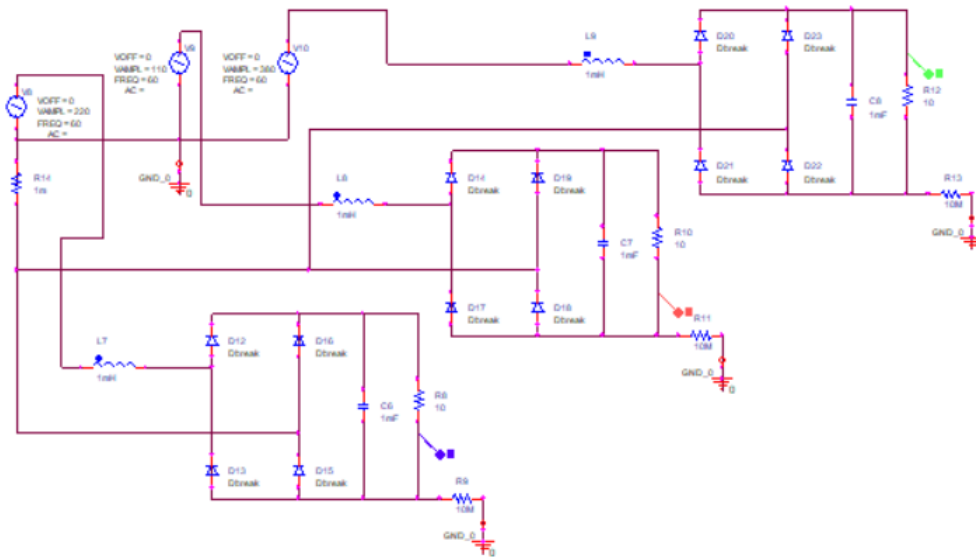 V10
VOFF = 0
VAMPL = 380
FREQ = 60
AC =
V9
VOFF = 0
VAMPL = 110
FREQ = 60
AC =
VOFF = 0
VAMPL = 220
FREQ = 60
AC =
R14
1m
GND_0
0
L9
1mH
D20
Dbreak
D23
Dbreak
D21
Dbreak
D22
Dbreak
C8
1mF
R12
10
R13
10M
GND_0
0
1mH
D14
Dbreak
D19
Dbreak
D17
Dbreak
D18
Dbreak
C7
1mF
R10
10
R11
10M
GND_0
0
L7
1mH
D12
Dbreak
D16
Dbreak
D13
Dbreak
D15
Dbreak
C6
1mF
10
R9
10M
GND_0
0